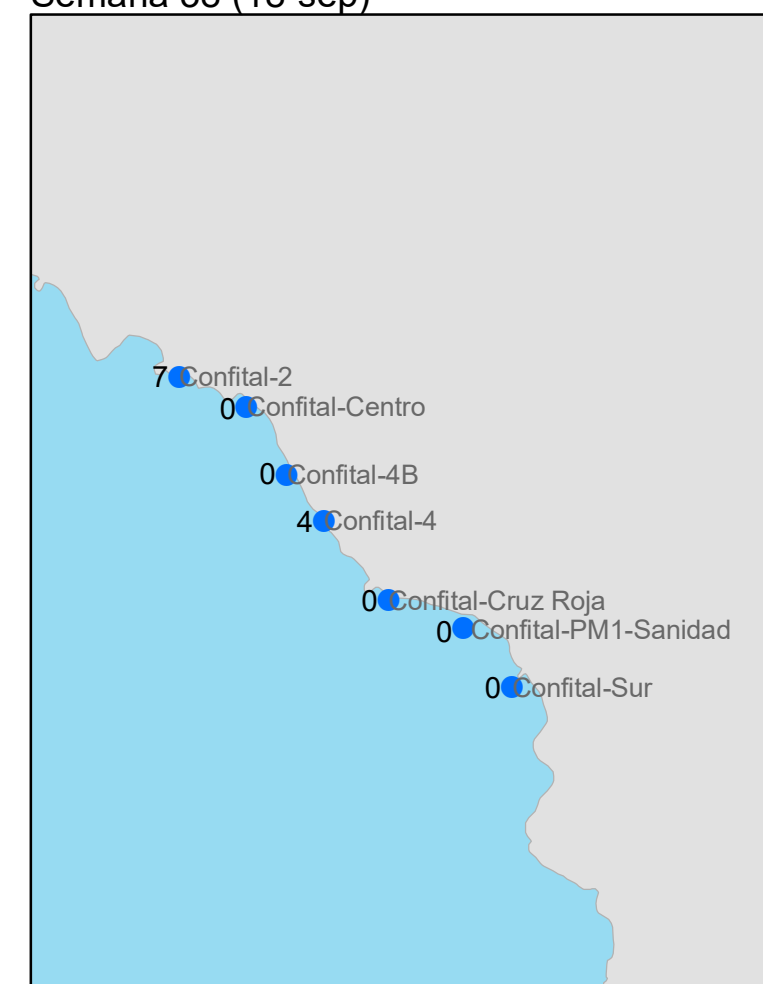 Semana
7 Confital-2
0 Confital-Centro
0 Confital-4B
4 Confital-4
0 Confital-Cruz Roja
0 Confital-PM1-Sanidad
0 Confital-Sur